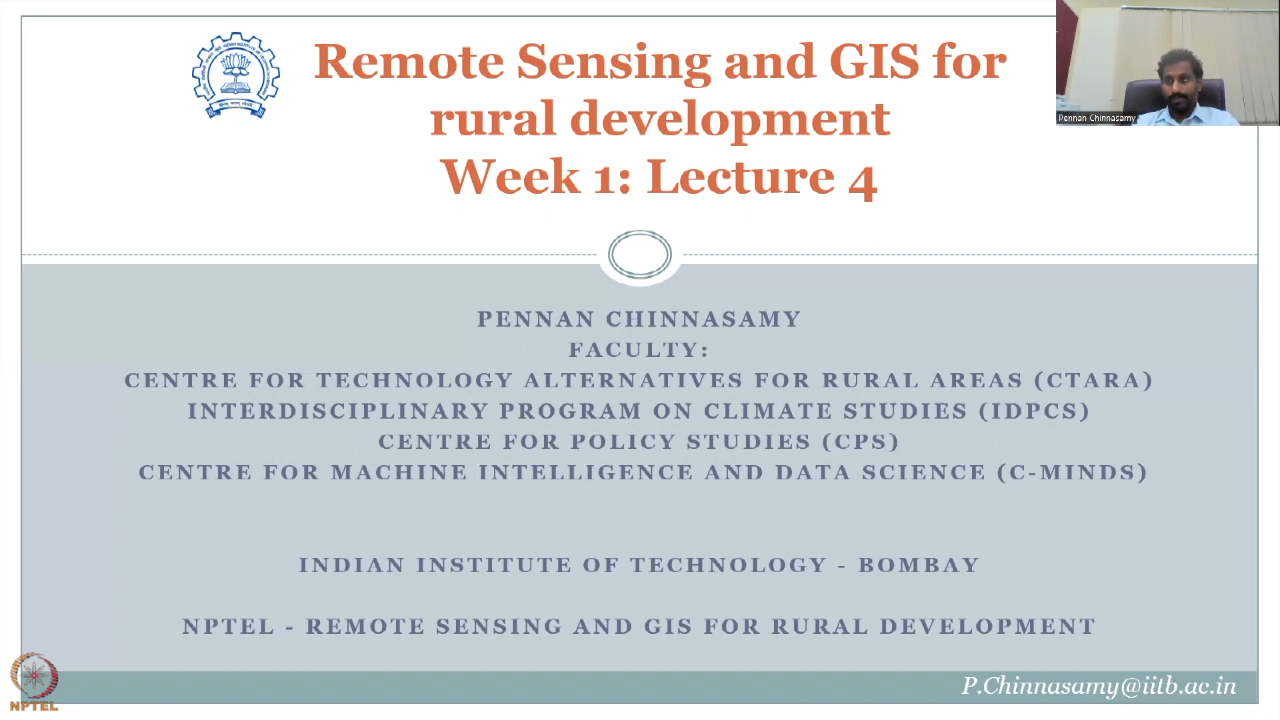 Remote Sensing and GIS for
rural development
Week 1: Lecture 4
Pennan Chinnasamy
PENNAN CHINNASAMY
FACULTY:
CENTRE FOR TECHNOLOGY ALTERNATIVES FOR RURAL AREAS (CTARA)
INTERDISCIPLINARY PROGRAM ON CLIMATE STUDIES (IDPCS)
CENTRE FOR POLICY STUDIES (CPS)
CENTRE FOR MACHINE INTELLIGENCE AND DATA SCIENCE (C-MINDS)
INDIAN INSTITUTE OF TECHNOLOGY - BOMBAY
NPTEL - REMOTE SENSING AND GIS FOR RURAL DEVELOPMENT
P.Chinnasamy@iitb.ac.in
NPTEL